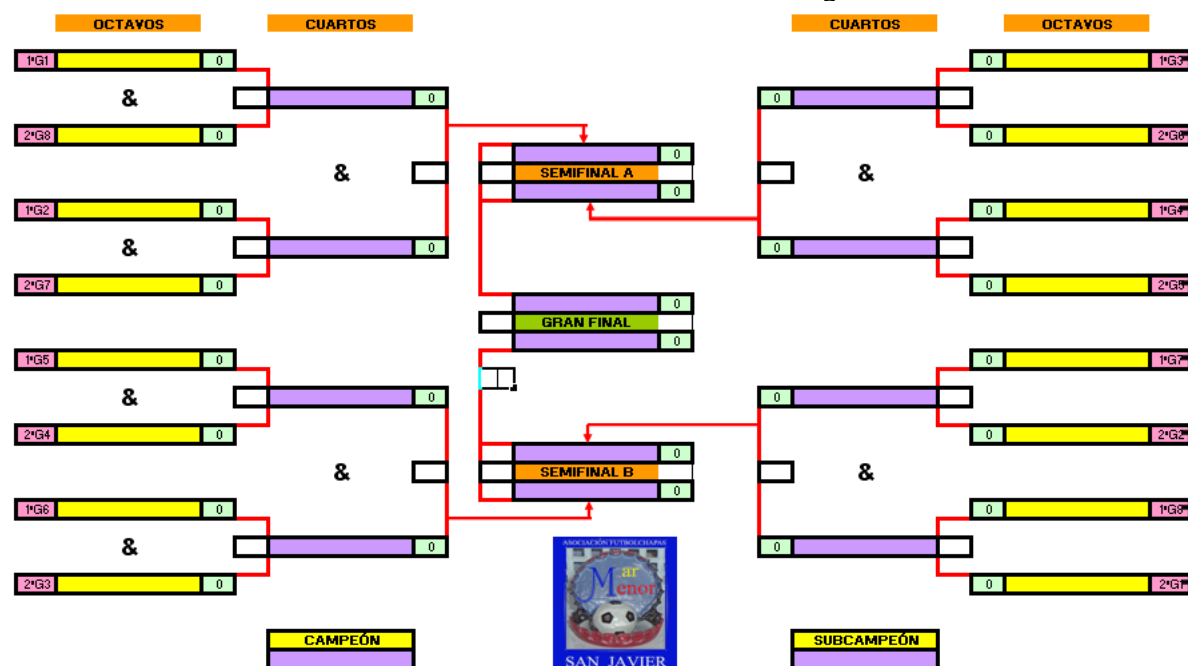 OCTAVOS CUARTOS CUARTOS OCTAVOS
1ºG1 0 0 1ºG3
& 0 0
2ºG8 0 0 2ºG6
0
& SEMIFINAL A &
1ºG2 0 0 0 1ºG4
& 0 0
2ºG7 0 0 2ºG5
0
GRAN FINAL
0
1ºG5 0 0 1ºG7
& 0 0
2ºG4 0 0 2ºG2
0
& SEMIFINAL B &
0
1ºG6 0 0 1ºG8
& 0 0
2ºG3 0 0 2ºG1
ASOCIACIÓN FUTBOLCHAPAS
Mar
Menor
SAN JAVIER
CAMPEÓN SUBCAMPEÓN